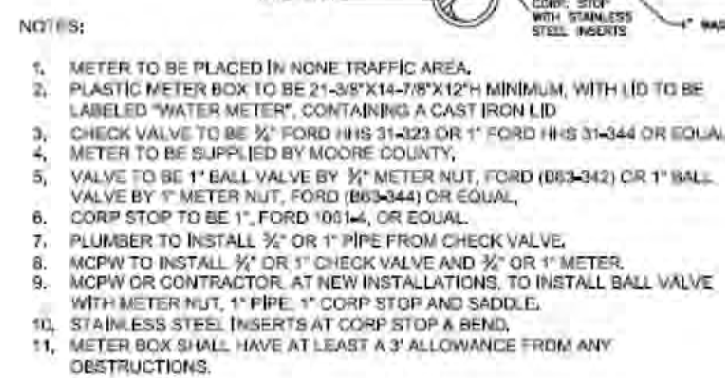 CORP. STOP
WITH STAINLESS
STEEL INSERTS
NOTES:
1. METER TO BE PLACED IN NONE TRAFFIC AREA.
2. PLASTIC METER BOX TO BE 21-3/8"X14-7/8"X12"H MINIMUM, WITH LID TO BE
LABELED "WATER METER", CONTAINING A CAST IRON LID
3. CHECK VALVE TO BE ¾" FORD HHS 31-323 OR 1" FORD HHS 31-344 OR EQUAL
4. METER TO BE SUPPLIED BY MOORE COUNTY.
5. VALVE TO BE 1" BALL VALVE BY ¾" METER NUT, FORD (B63-342) OR 1" BALL
VALVE BY 1" METER NUT, FORD (B63-344) OR EQUAL.
6. CORP STOP TO BE 1", FORD 1001-4, OR EQUAL.
7. PLUMBER TO INSTALL ¾" OR 1" PIPE FROM CHECK VALVE.
8. MCPW TO INSTALL ¾" OR 1" CHECK VALVE AND ¾" OR 1" METER.
9. MCPW OR CONTRACTOR, AT NEW INSTALLATIONS, TO INSTALL BALL VALVE
WITH METER NUT, 1" PIPE, 1" CORP STOP AND SADDLE.
10. STAINLESS STEEL INSERTS AT CORP STOP & BEND.
11. METER BOX SHALL HAVE AT LEAST A 3' ALLOWANCE FROM ANY
OBSTRUCTIONS.